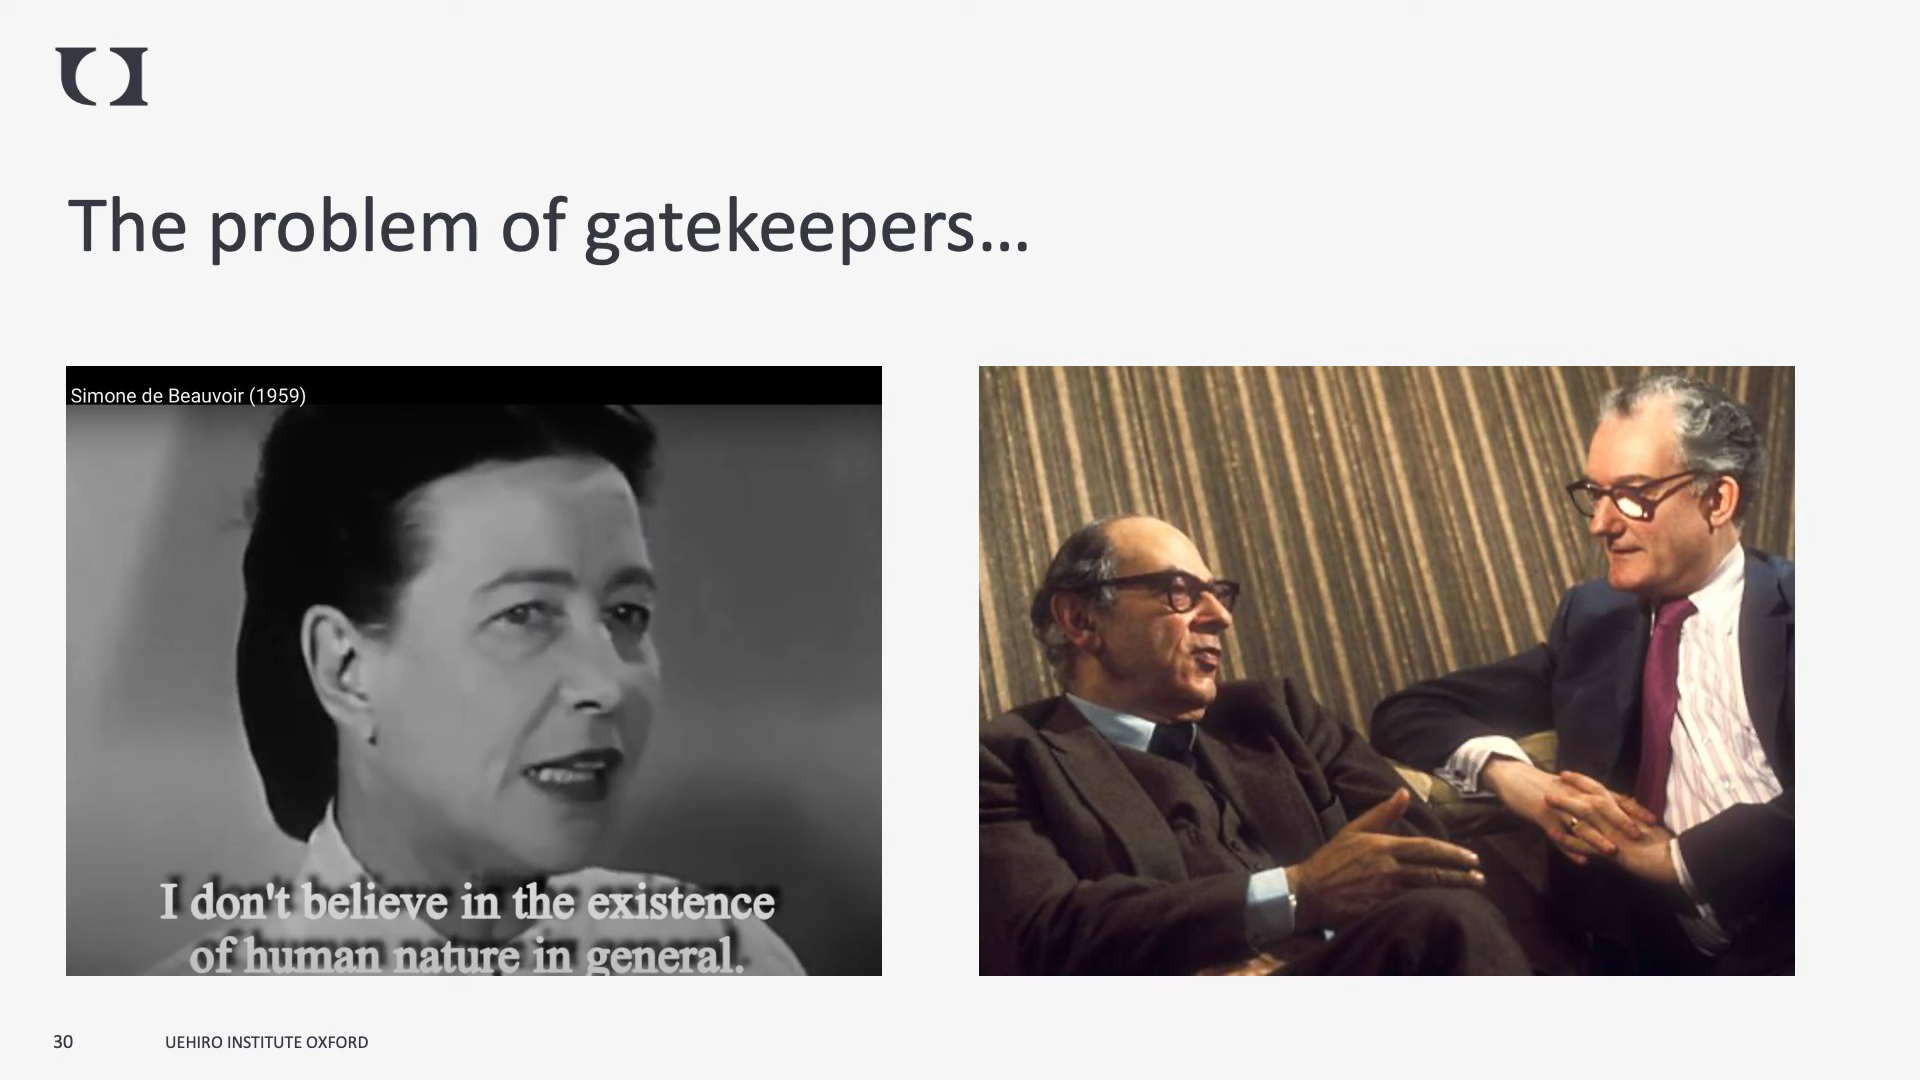 The problem of gatekeepers...
Simone de Beauvoir (1959)
I don't believe in the existence
of human nature in general.
30
UEHIRO INSTITUTE OXFORD